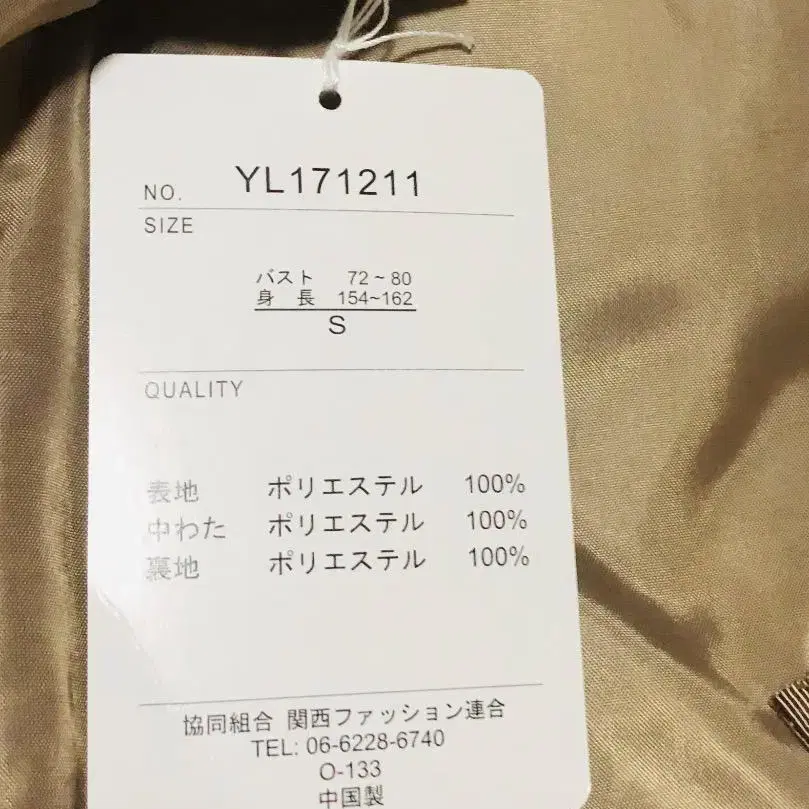 NO. YL171211
SIZE
バスト 72~80
身 長 154~162
S
QUALITY
表地 ポリエステル 100%
中わた ポリエステル 100%
裏地 ポリエステル 100%
協同組合 関西ファッション連合
TEL: 06-6228-6740
O-133
中国製